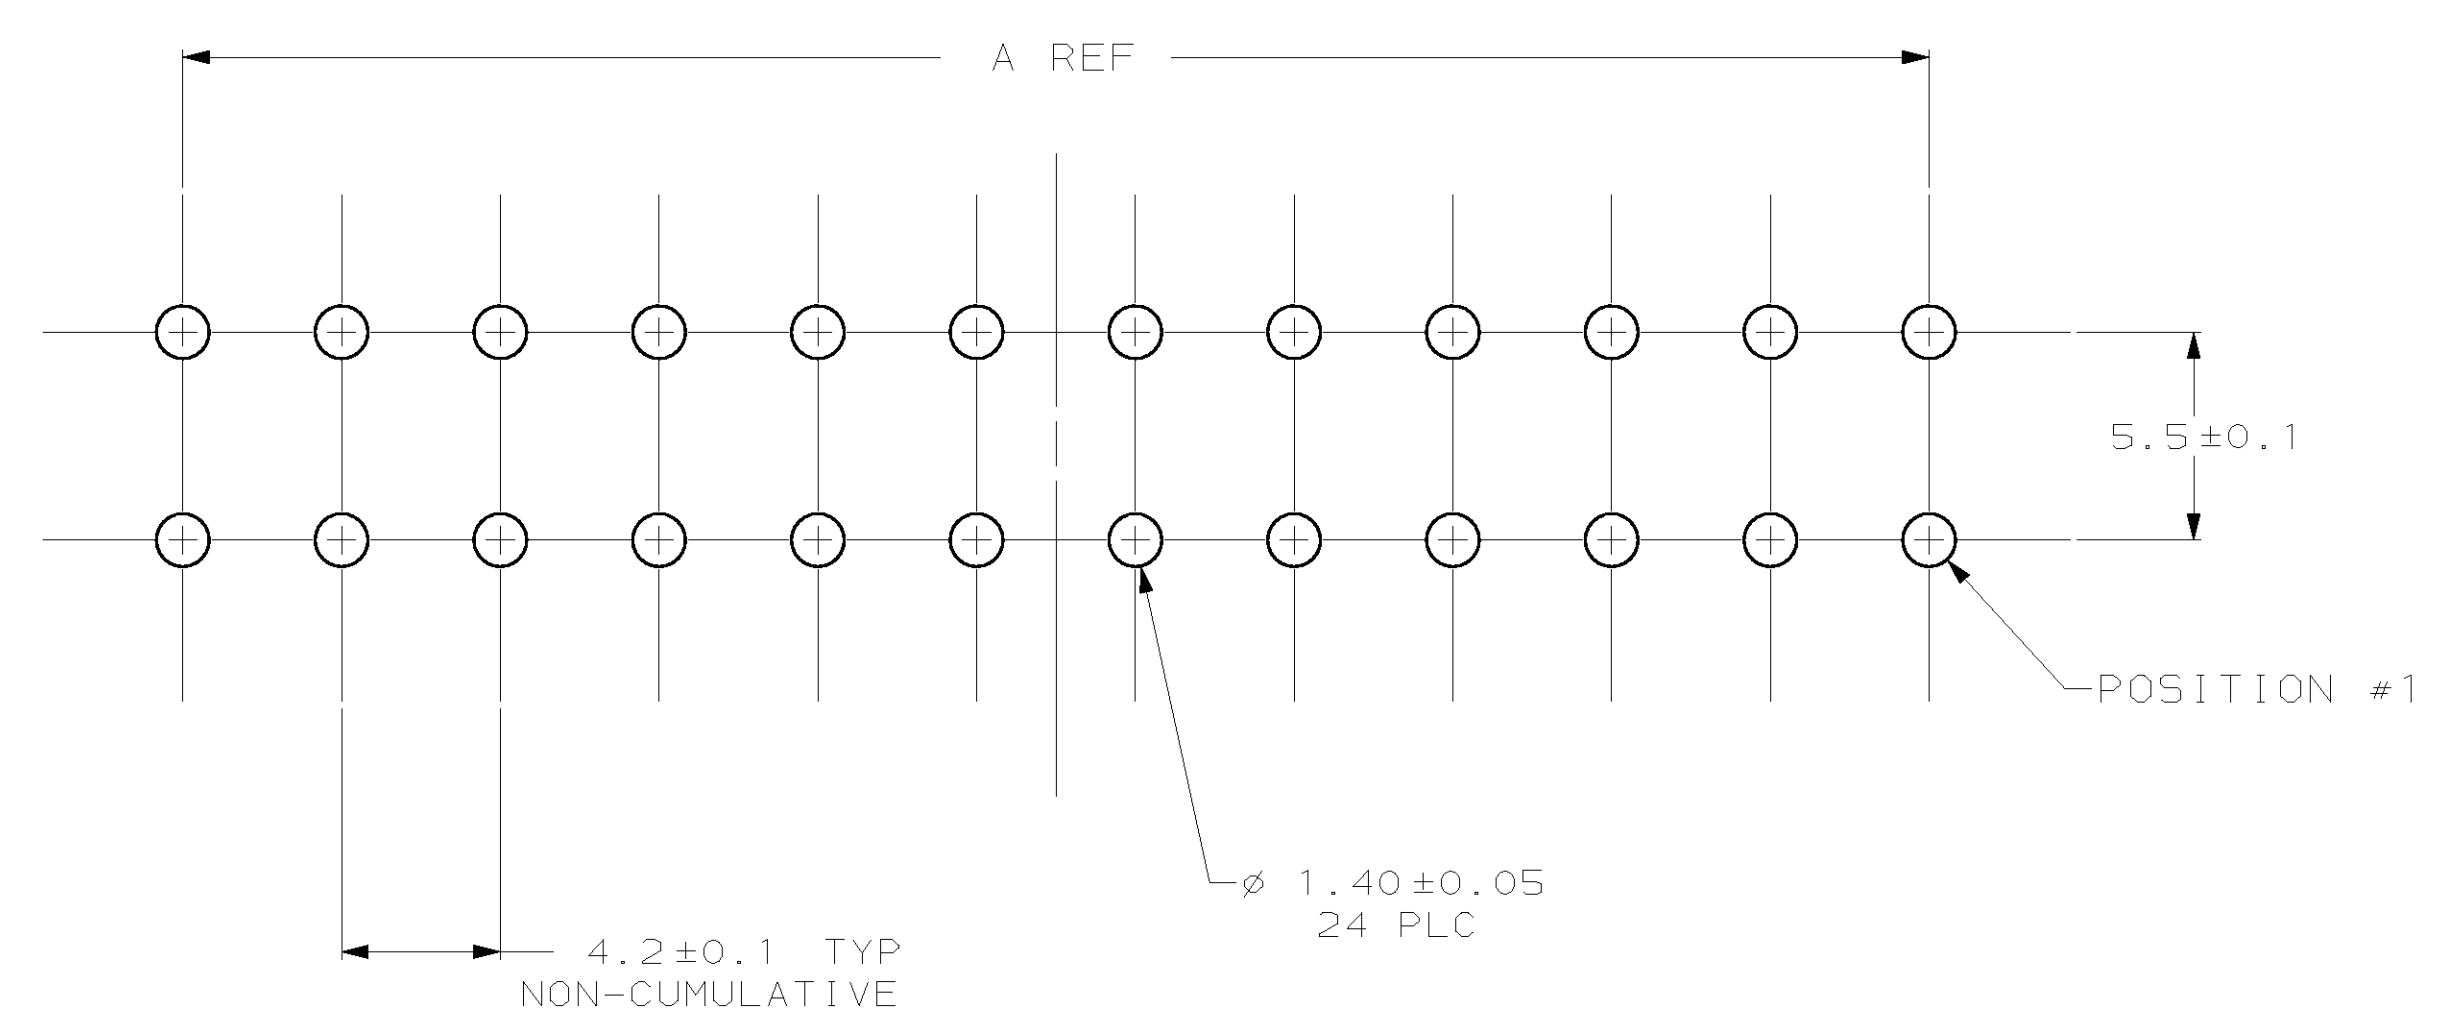 A REF
5.5±0.1
POSITION #1
ø 1.40±0.05
24 PLC
4.2±0.1 TYP
NON-CUMULATIVE